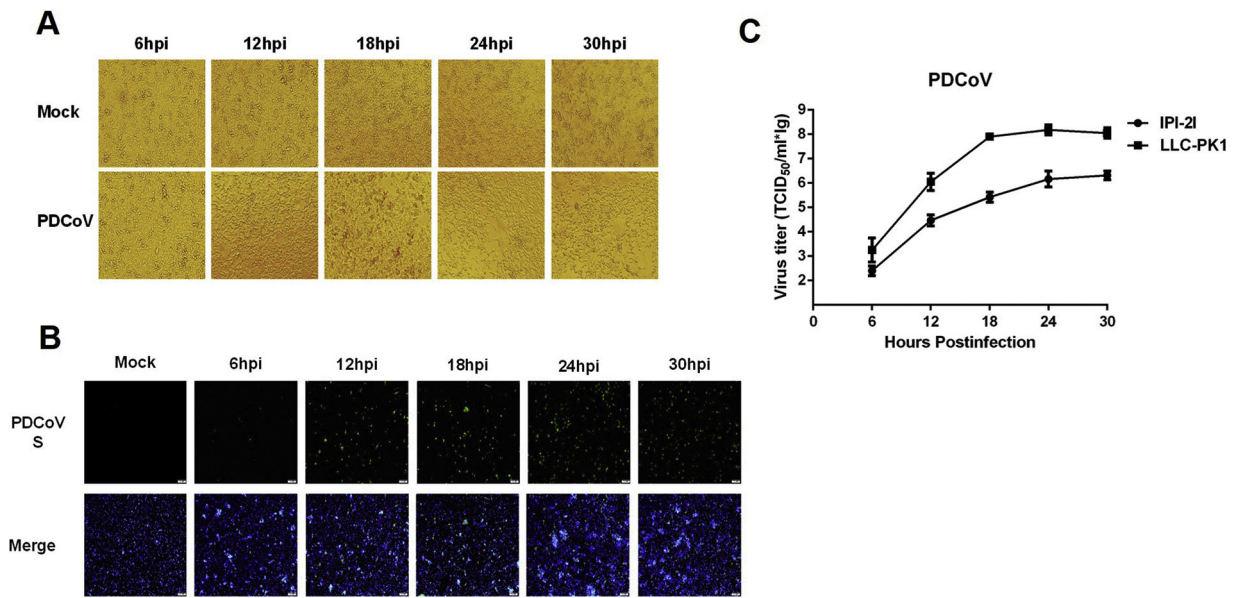 A
6hpi 12hpi 18hpi 24hpi 30hpi
Mock
PDCoV
B
Mock 6hpi 12hpi 18hpi 24hpi 30hpi
PDCoV
S
Merge
C
PDCoV
9
8
7
6
5
4
3
2
Virus titer (TCID50/ml*lg)
0 6 12 18 24 30
Hours Postinfection
IPI-2I
LLC-PK1